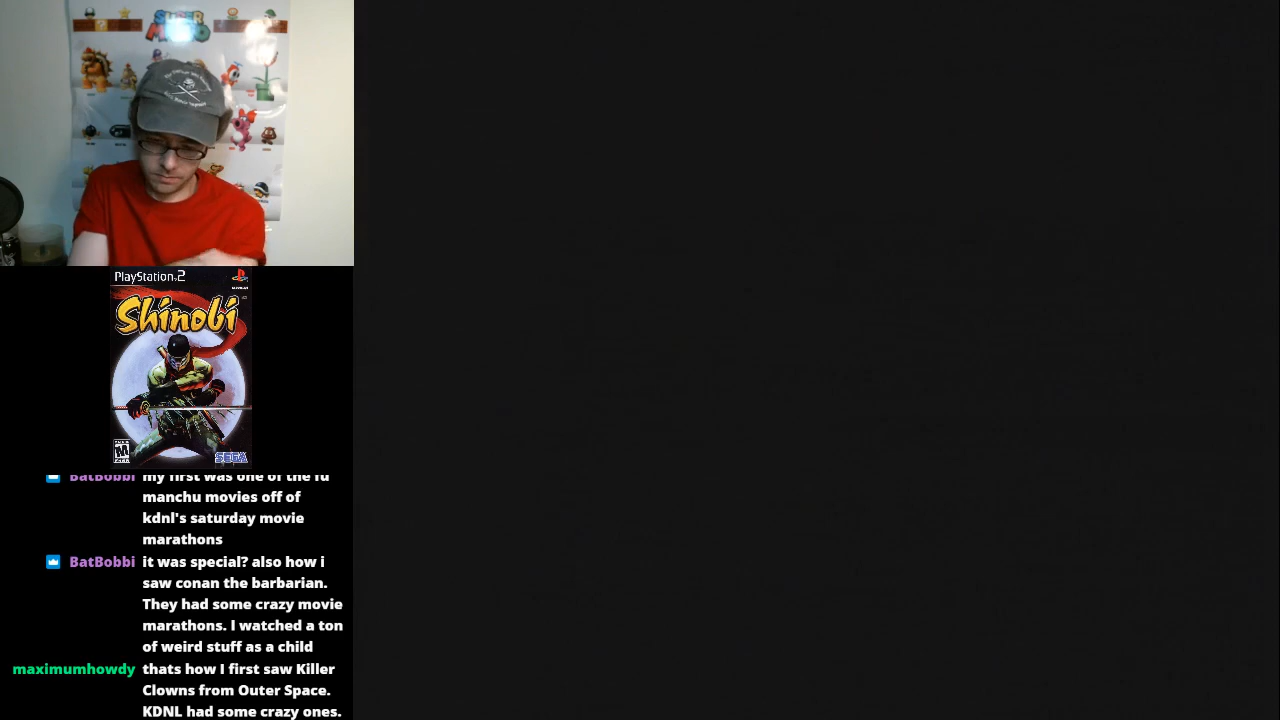 SUPER
MARIO
PlayStation.2
Shinobi
SEGA
BatBobbi my first was one of the fu
manchu movies off of
kdnl's saturday movie
marathons
BatBobbi it was special? also how i
saw conan the barbarian.
They had some crazy movie
marathons. I watched a ton
of weird stuff as a child
maximumhowdy thats how I first saw Killer
Clowns from Outer Space.
KDNL had some crazy ones.